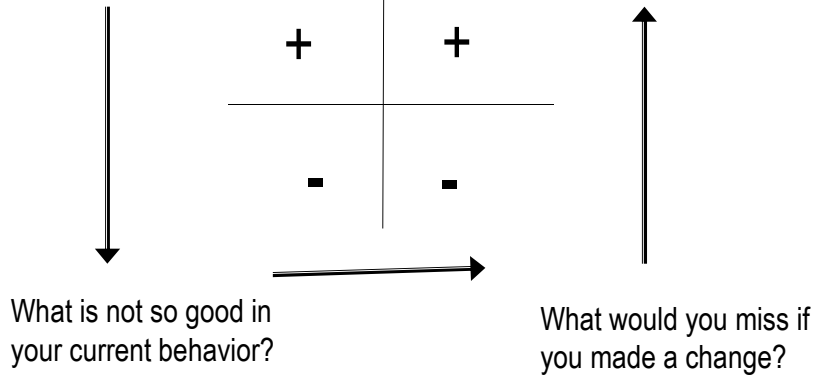 + +
- -
What is not so good in
your current behavior?
What would you miss if
you made a change?